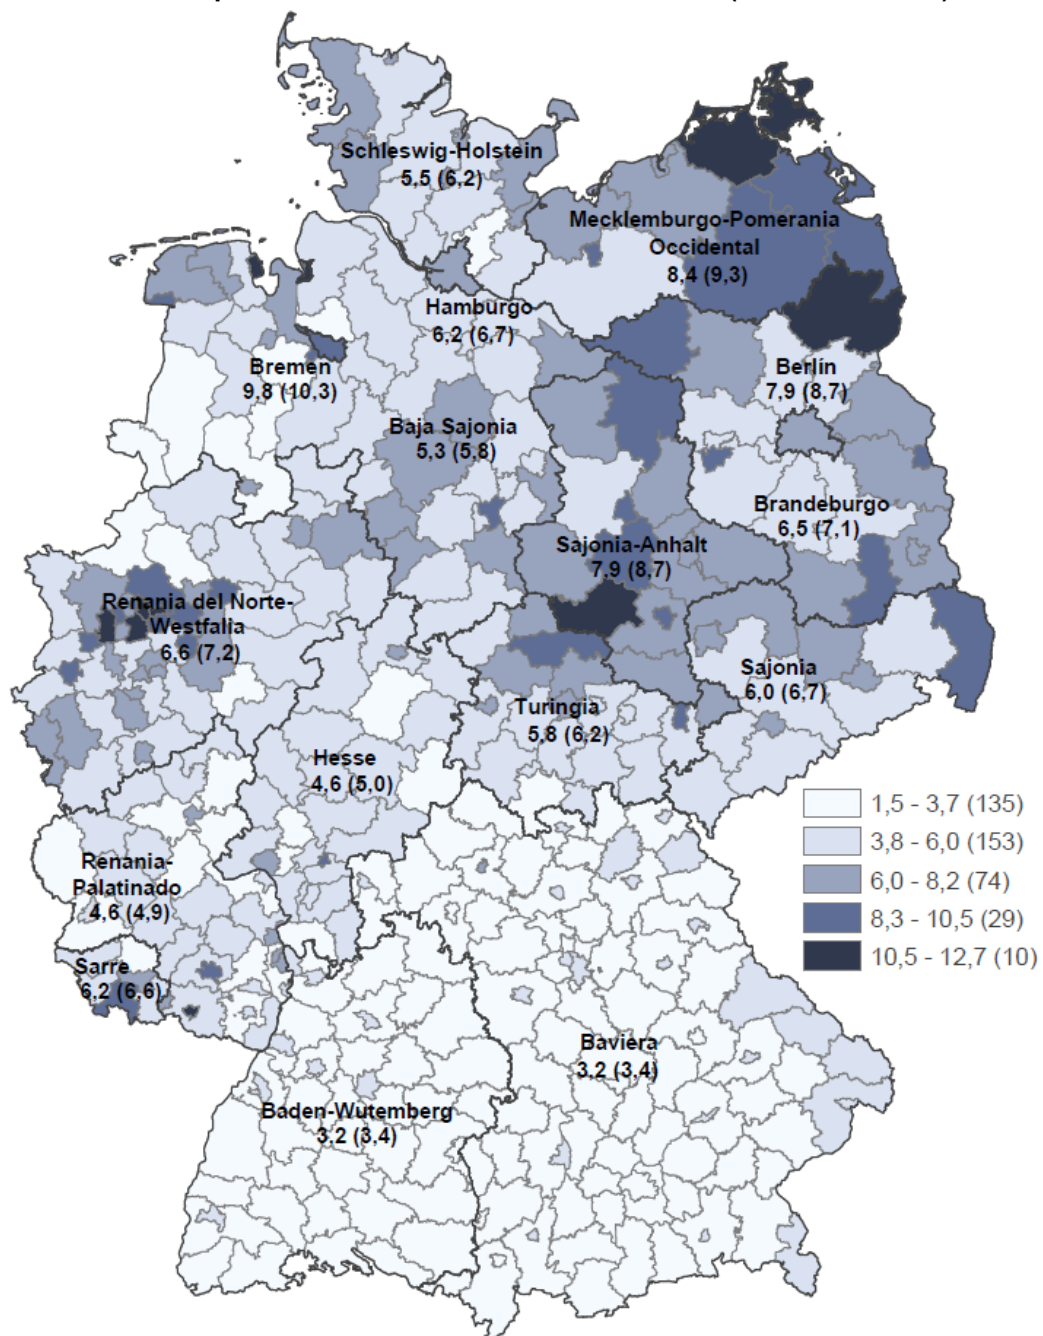 Schleswig-Holstein
5,5 (6,2)
Mecklemburgo-Pomerania
Occidental
8,4 (9,3)
Hamburgo
6,2 (6,7)
Bremen
9,8 (10,3)
Berlín
7,9 (8,7)
Baja Sajonia
5,3 (5,8)
Brandeburgo
6,5 (7,1)
Sajonia-Anhalt
7,9 (8,7)
Renania del Norte-
Westfalia
6,6 (7,2)
Sajonia
6,0 (6,7)
Turingia
5,8 (6,2)
Hesse
4,6 (5,0)
Renania-
Palatinado
4,6 (4,9)
Sarre
6,2 (6,6)
Baviera
3,2 (3,4)
Baden-Wutemberg
3,2 (3,4)
1,5 - 3,7 (135)
3,8 - 6,0 (153)
6,0 - 8,2 (74)
8,3 - 10,5 (29)
10,5 - 12,7 (10)